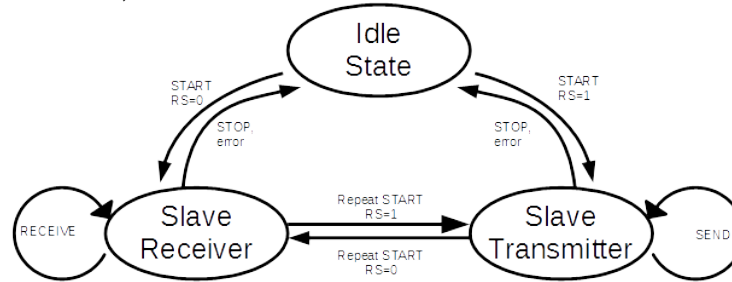 Idle
State
START
RS=0
START
RS=1
STOP,
error
STOP,
error
Slave
Receiver
Repeat START
RS=1
Slave
Transmitter
RECEIVE
SEND
Repeat START
RS=0